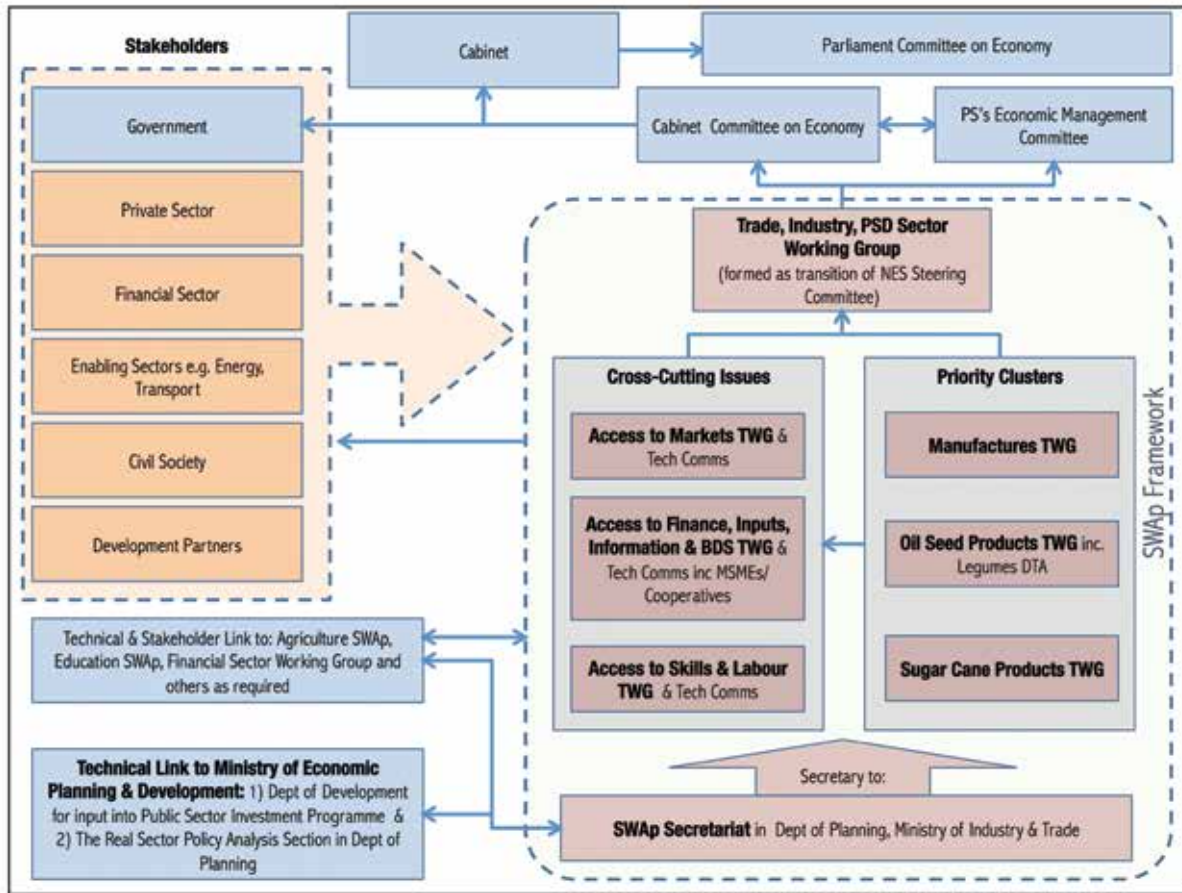 Stakeholders
Government
Private Sector
Financial Sector
Enabling Sectors e.g. Energy,
Transport
Civil Society
Development Partners
Technical & Stakeholder Link to: Agriculture SWAp,
Education SWAp, Financial Sector Working Group and
others as required
Technical Link to Ministry of Economic
Planning & Development: 1) Dept of Development
for input into Public Sector Investment Programme &
2) The Real Sector Policy Analysis Section in Dept of
Planning
Cabinet
Parliament Committee on Economy
Cabinet Committee on Economy
PS's Economic Management
Committee
Trade, Industry, PSD Sector
Working Group
(formed as transition of NES Steering
Committee)
Cross-Cutting Issues
Access to Markets TWG &
Tech Comms
Access to Finance, Inputs,
Information & BDS TWG &
Tech Comms inc MSMEs/
Cooperatives
Access to Skills & Labour
TWG & Tech Comms
Priority Clusters
Manufactures TWG
Oil Seed Products TWG inc.
Legumes DTA
Sugar Cane Products TWG
SWAp Framework
Secretary to:
SWAp Secretariat in Dept of Planning, Ministry of Industry & Trade